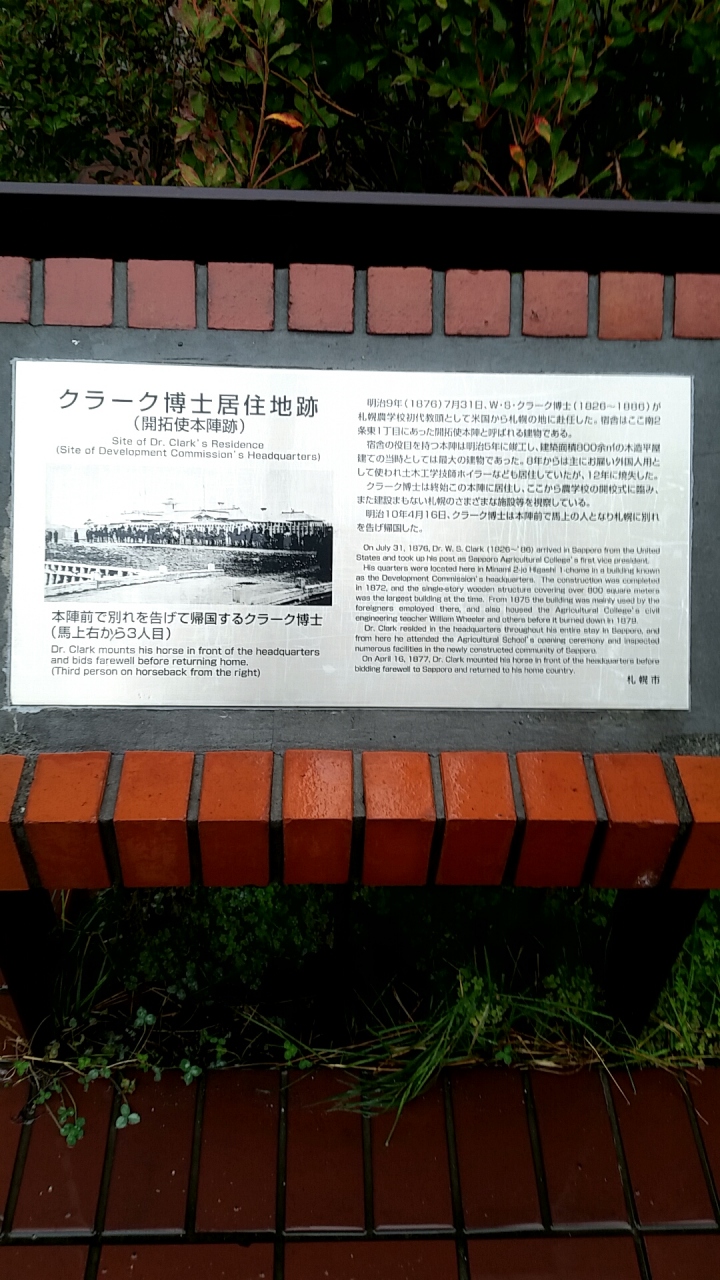 クラーク博士居住地跡
(開拓使本陣跡)
Site of Dr. Clark's Residence
(Site of Development Commission's Headquarters)
本陣前で別れを告げて帰国するクラーク博士
(馬上右から3人目)
Dr. Clark mounts his horse in front of the headquarters
and bids farewell before returning home.
(Third person on horseback from the right)
明治9年(1876)7月31日、W・S・クラーク博士(1826〜1886)が
札幌農学校初代教頭として米国から札幌の地に赴任した。宿舎はここ南2
条東1丁目にあった開拓使本陣と呼ばれる建物である。
宿舎の役目を持つ本陣は明治5年に竣工し、建築面積800余㎡の木造平屋
建ての当時としては最大の建物であった。8年からは主にお雇い外国人用と
して使われ土木工学技師ホイラーなども居住していたが、12年に焼失した。
クラーク博士は終始この本陣に居住し、ここから農学校の開校式に臨み、
また建設まもない札幌のさまざまな施設等を視察している。
明治10年4月16日、クラーク博士は本陣前で馬上の人となり札幌に別れ
を告げ帰国した。
On July 31, 1876, Dr. W. S. Clark (1826〜'86) arrived in Sapporo from the United
States and took up his post as Sapporo Agricultural College's first vice president.
His quarters were located here in Minami 2-jo Higashi 1-chome in a building known
as the Development Commission's headquarters. The construction was completed
in 1872, and the single-story wooden structure covering over 800 square meters
was the largest building at the time. From 1875 the building was mainly used by the
foreigners employed there, and also housed the Agricultural College's civil
engineering teacher William Wheeler and others before it burned down in 1879.
Dr. Clark resided in the headquarters throughout his entire stay in Sapporo, and
from here he attended the Agricultural School's opening ceremony and inspected
numerous facilities in the newly constructed community of Sapporo.
On April 16, 1877, Dr. Clark mounted his horse in front of the headquarters before
bidding farewell to Sapporo and returned to his home country.
札幌市